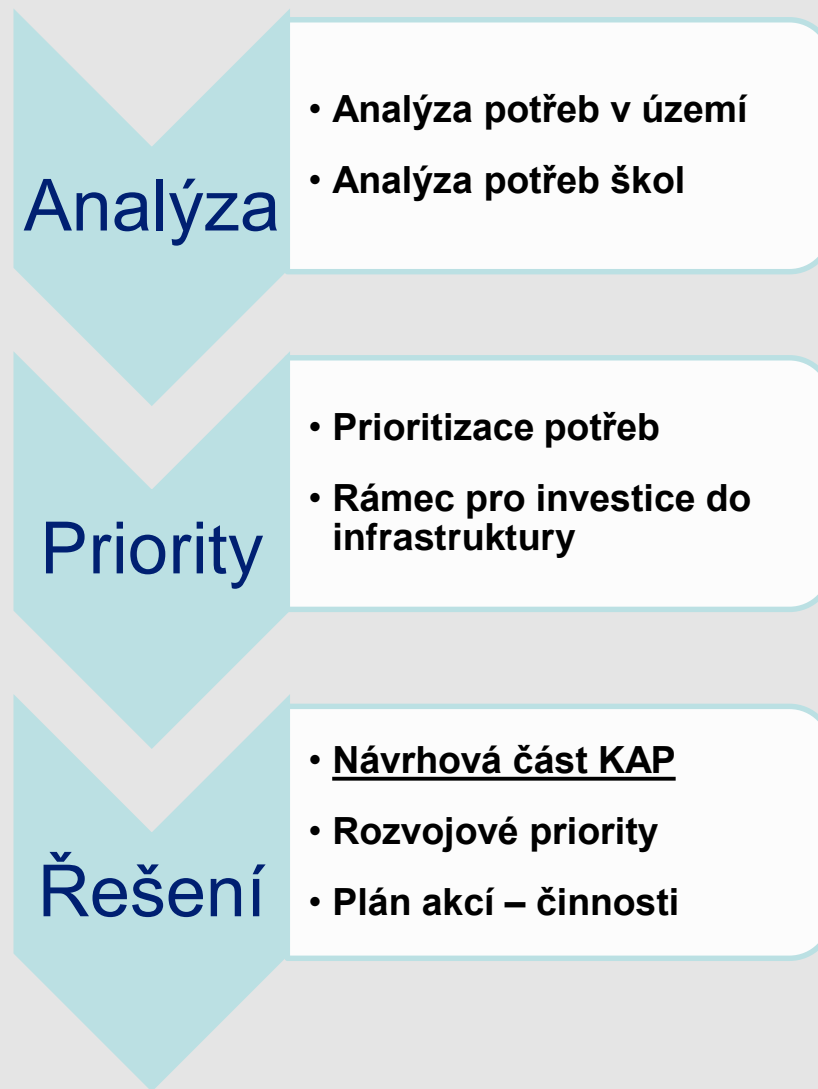 Analýza
• Analýza potřeb v území
• Analýza potřeb škol
Priority
• Prioritizace potřeb
• Rámec pro investice do
infrastruktury
Řešení
• Návrhová část KAP
• Rozvojové priority
• Plán akcí – činnosti